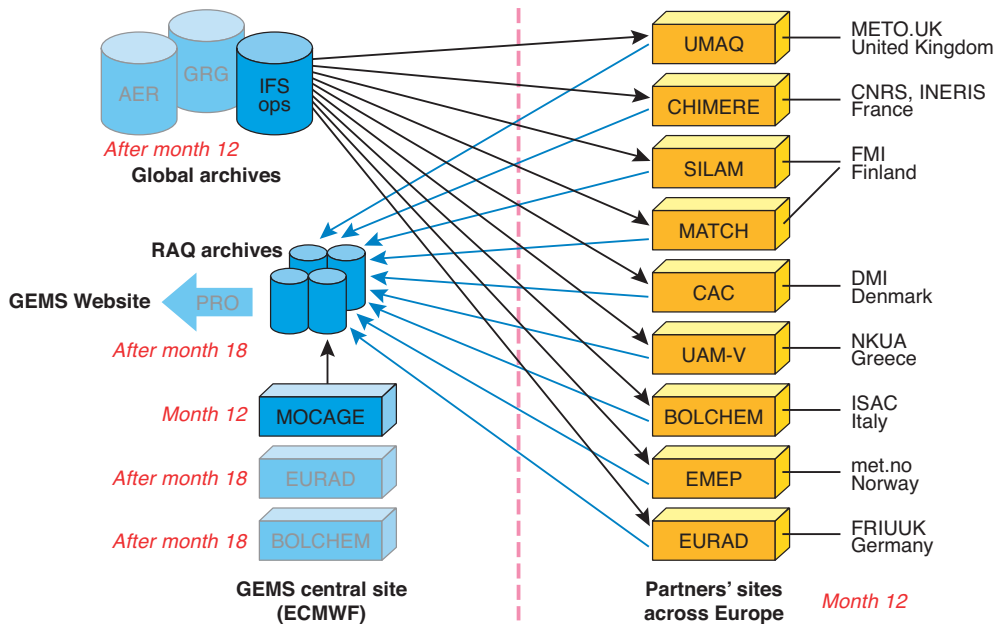 AER
GRG
IFS
ops
After month 12
Global archives
RAQ archives
GEMS Website
PRO
After month 18
Month 12
MOCAGE
After month 18
EURAD
After month 18
BOLCHEM
GEMS central site
(ECMWF)
UMAQ
METO.UK
United Kingdom
CHIMERE
CNRS, INERIS
France
SILAM
FMI
Finland
MATCH
CAC
DMI
Denmark
UAM-V
NKUA
Greece
BOLCHEM
ISAC
Italy
EMEP
met.no
Norway
EURAD
FRIUUK
Germany
Partners’ sites
across Europe
Month 12